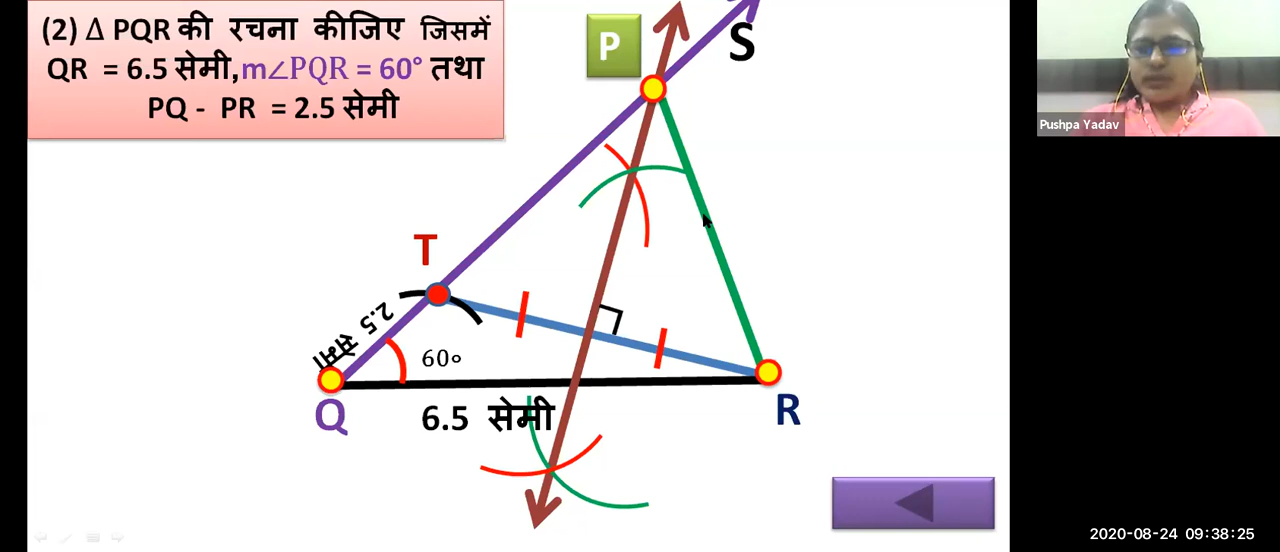 (2) ∆ PQR की रचना कीजिए जिसमें
QR = 6.5 सेमी,m∠PQR = 60° तथा
PQ - PR = 2.5 सेमी
P
S
T
2.5 सेमी
60°
Q
6.5 सेमी
R
Pushpa Yadav
2020-08-24 09:38:25